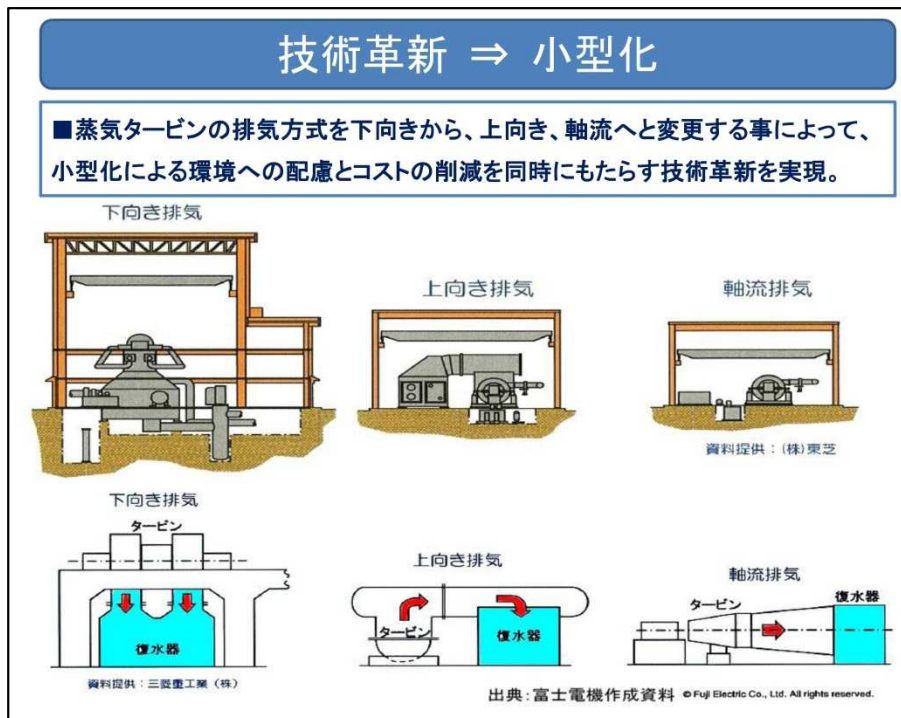 技術革新 ⇒ 小型化
■蒸気タービンの排気方式を下向きから、上向き、軸流へと変更する事によって、
小型化による環境への配慮とコストの削減を同時にもたらす技術革新を実現。
下向き排気
上向き排気
軸流排気
資料提供：(株)東芝
下向き排気
タービン
復水器
資料提供：三菱重工業（株）
上向き排気
タービン
復水器
軸流排気
タービン
復水器
出典：富士電機作成資料 © Fuji Electric Co., Ltd. All rights reserved.